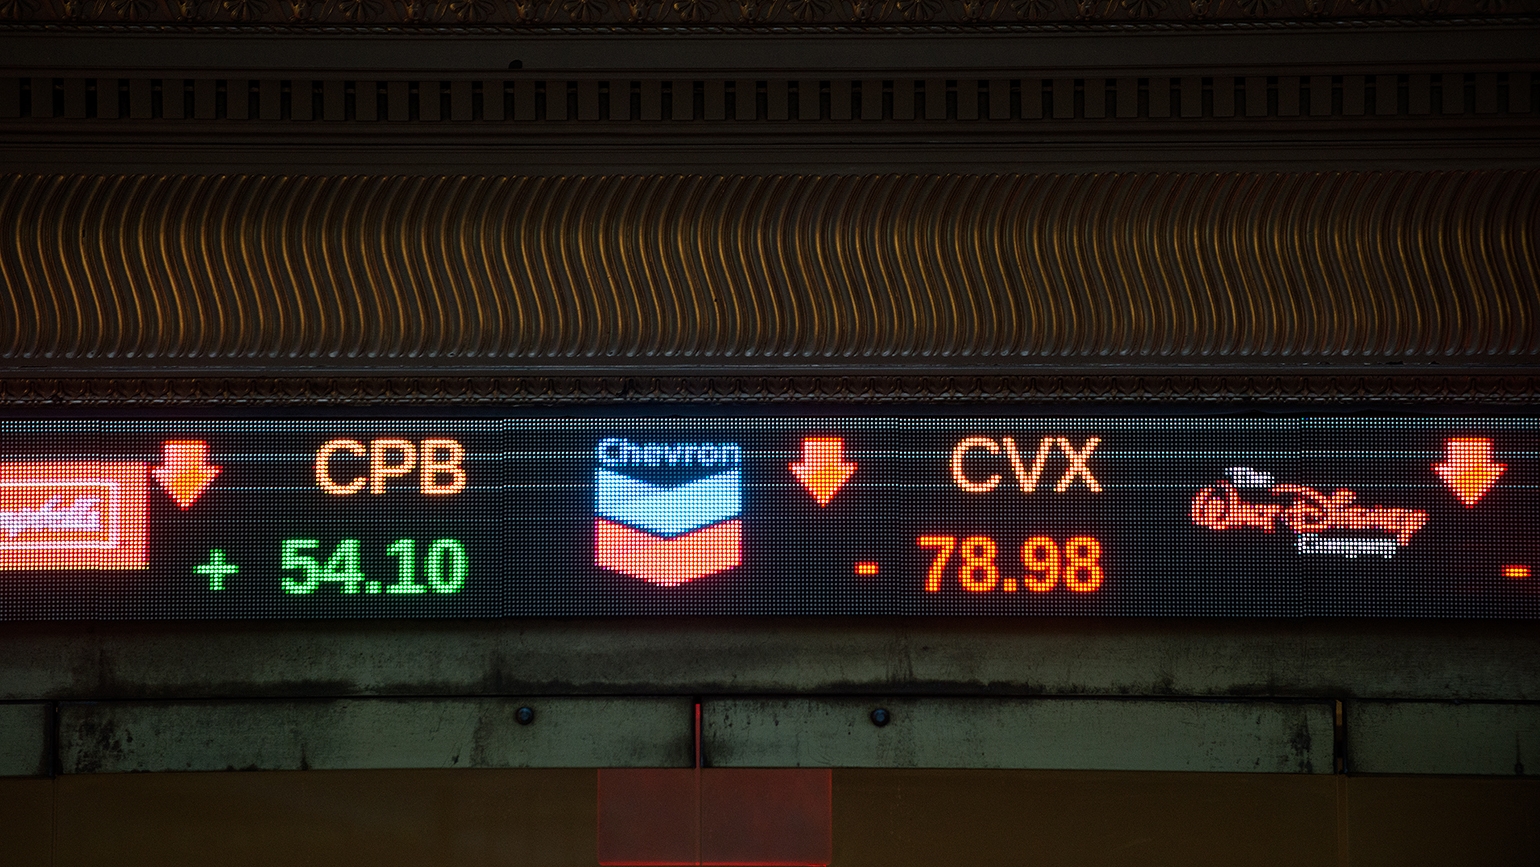 CPB
+ 54.10
Chevron
CVX
- 78.98
Walt Disney
-